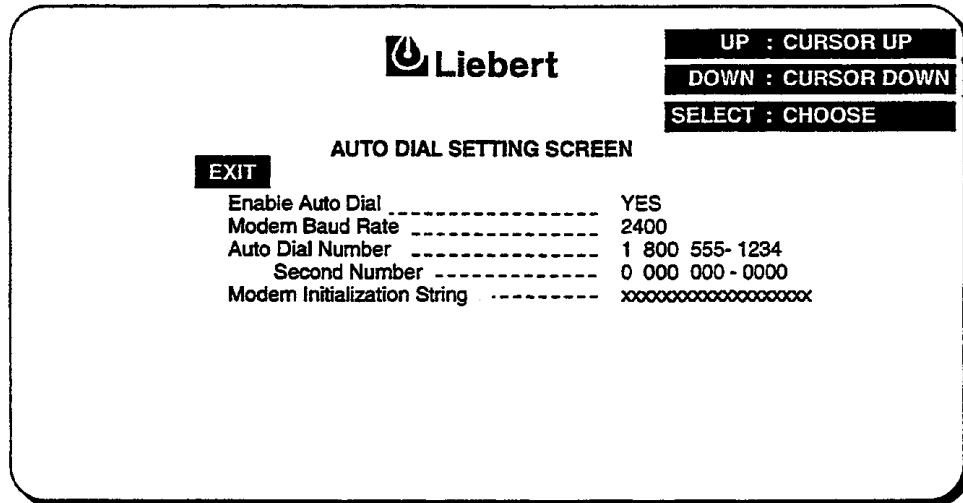 Liebert
UP : CURSOR UP
DOWN : CURSOR DOWN
SELECT : CHOOSE
AUTO DIAL SETTING SCREEN
EXIT
Enable Auto Dial ---------------- YES
Modem Baud Rate -------------- 2400
Auto Dial Number -------------- 1 800 555-1234
Second Number ------------ 0 000 000-0000
Modem Initialization String --------- xxxxxxxxxxxxxxxxxxx